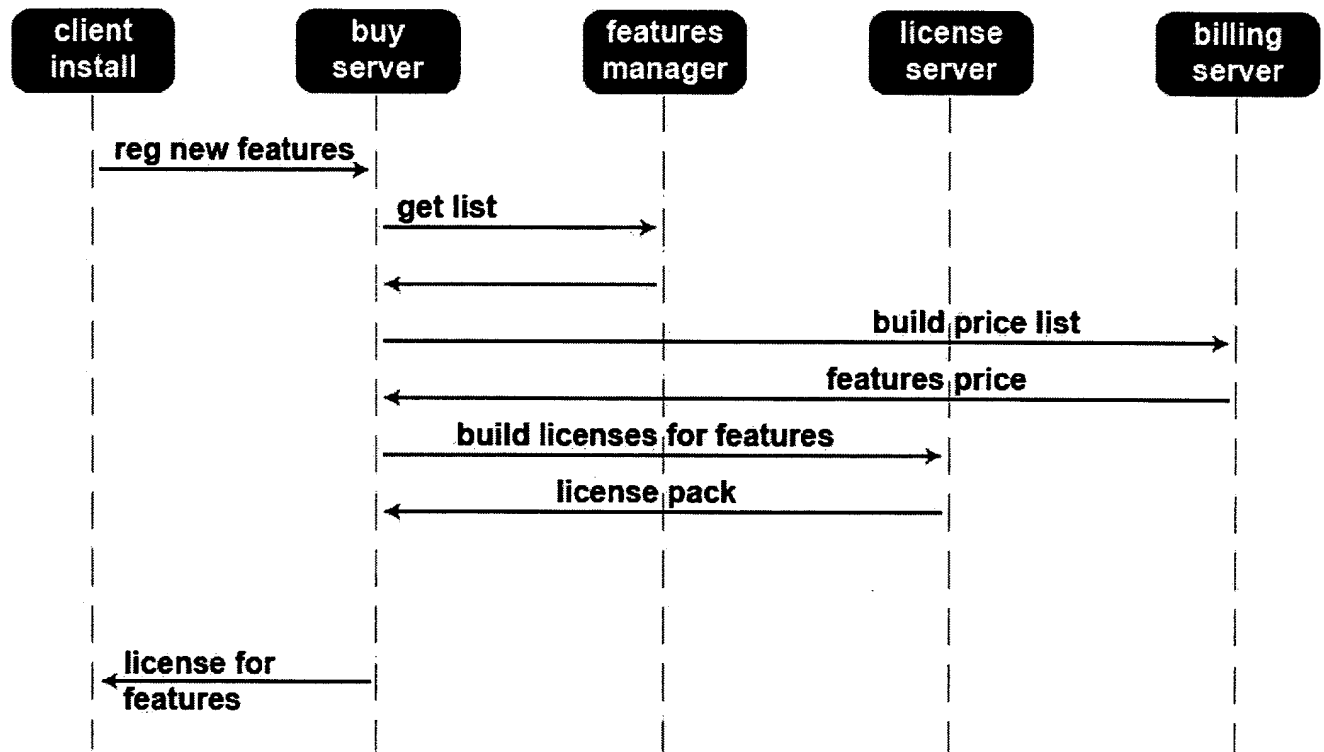 client
install
buy
server
features
manager
license
server
billing
server
reg new features
get list
build price list
features price
build licenses for features
license pack
license for
features